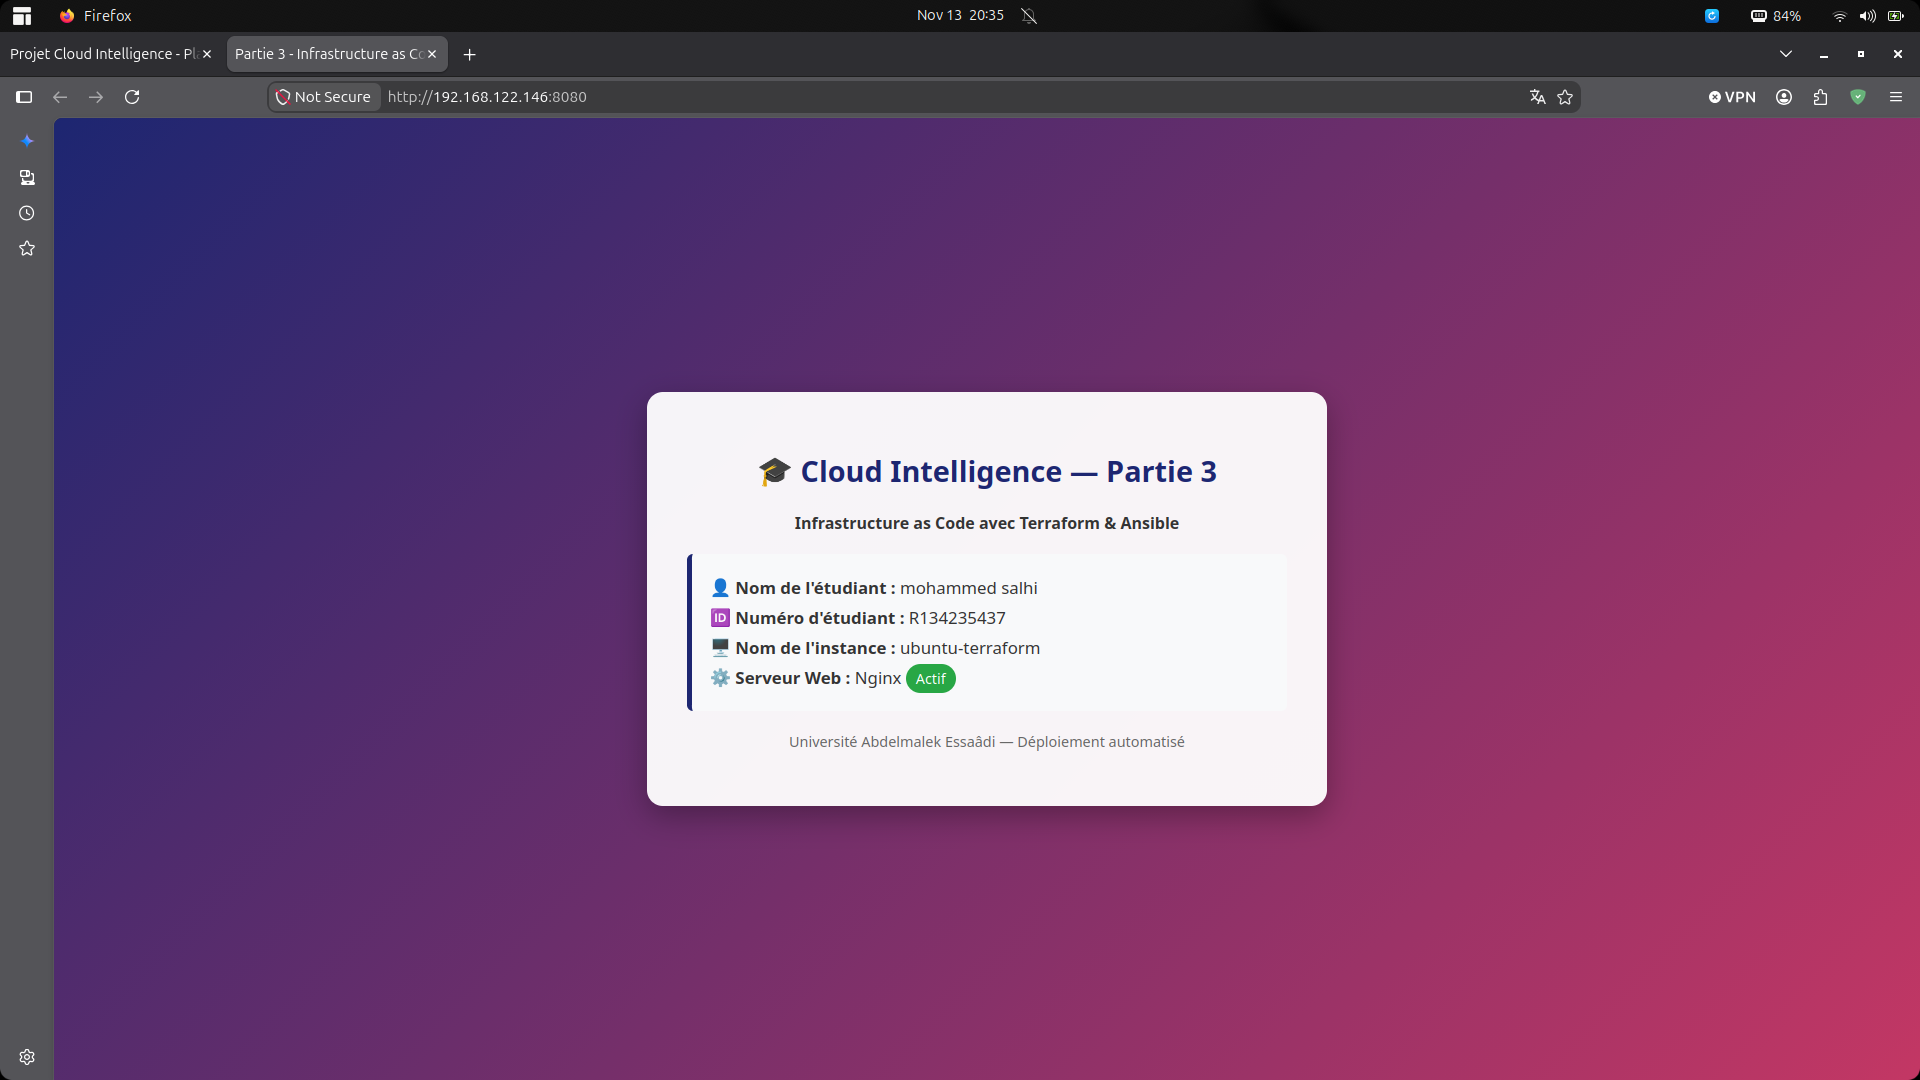 Firefox
Nov 13 20:35
84%
Projet Cloud Intelligence - Pl
Partie 3 - Infrastructure as Co
Not Secure
http://192.168.122.146:8080
VPN
🎓 Cloud Intelligence — Partie 3
Infrastructure as Code avec Terraform & Ansible
👤 Nom de l'étudiant : mohammed salhi
🆔 Numéro d'étudiant : R134235437
🖥️ Nom de l'instance : ubuntu-terraform
⚙️ Serveur Web : Nginx Actif
Université Abdelmalek Essaâdi — Déploiement automatisé